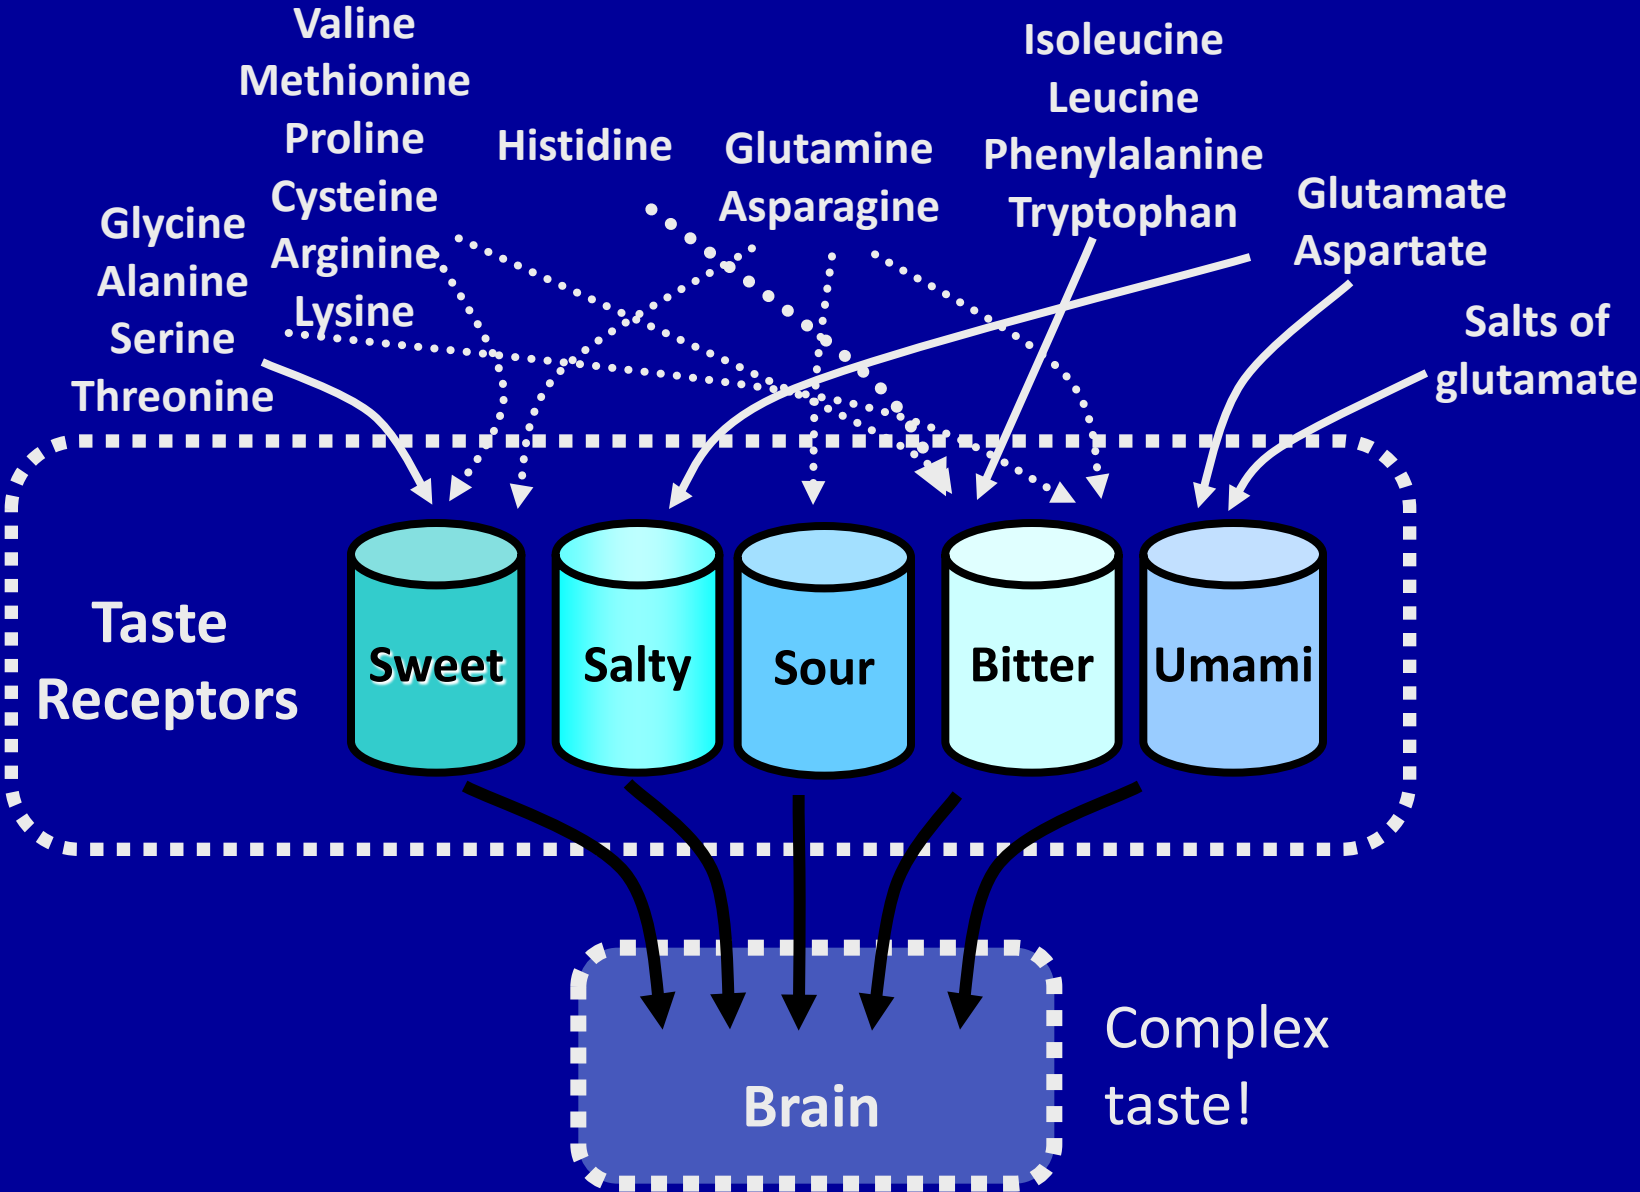 Valine
Methionine
Proline
Cysteine
Arginine
Lysine
Glycine
Alanine
Serine
Threonine
Histidine
Glutamine
Asparagine
Isoleucine
Leucine
Phenylalanine
Tryptophan
Glutamate
Aspartate
Salts of
glutamate
Taste
Receptors
Sweet
Salty
Sour
Bitter
Umami
Brain
Complex
taste!